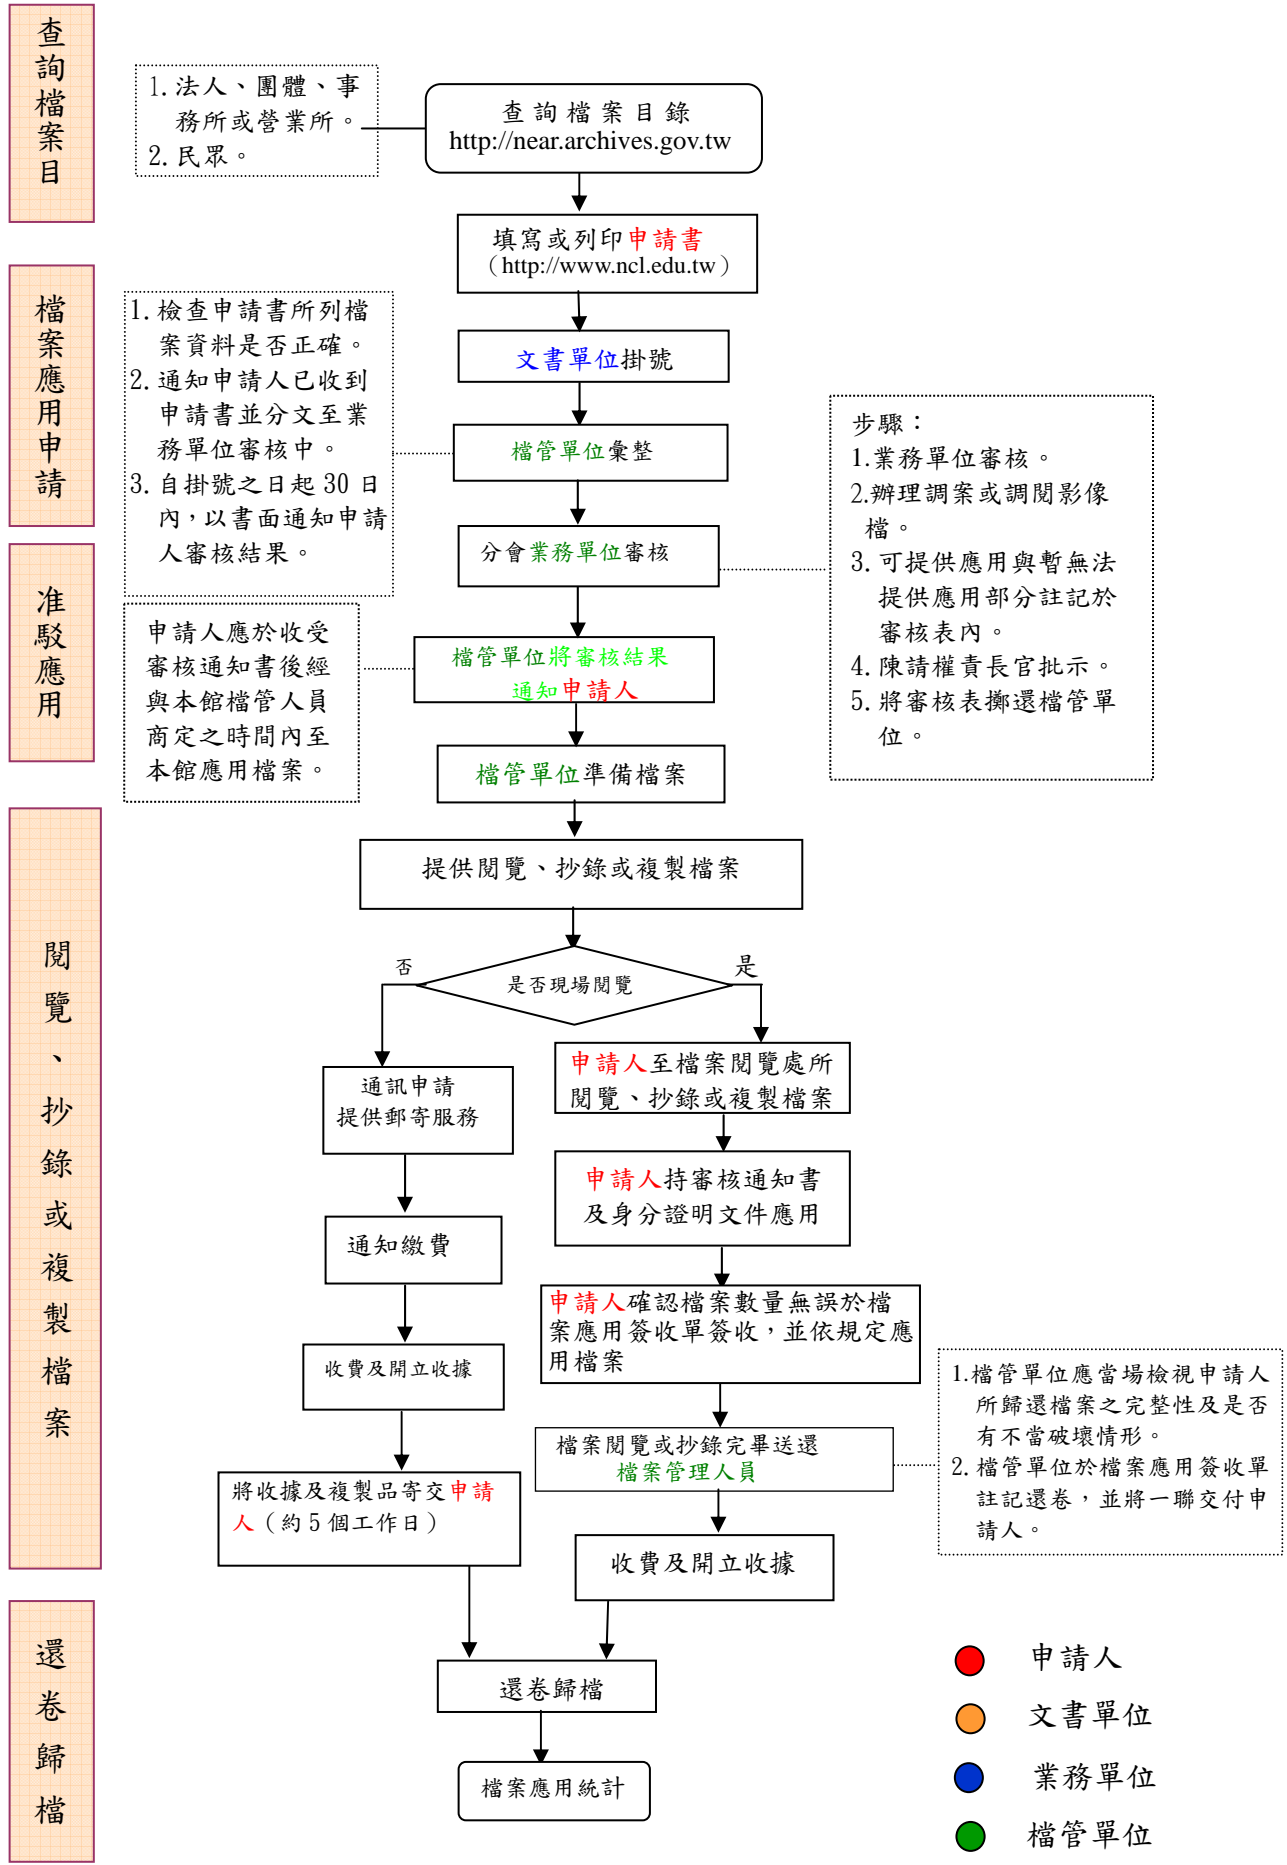 查詢檔案目
1.法人、團體、事
務所或營業所。
2.民眾。
查詢檔案目錄
http://near.archives.gov.tw
填寫或列印申請書
（http://www.ncl.edu.tw）
檔案應用申請
1.檢查申請書所列檔
案資料是否正確。
2.通知申請人已收到
申請書並分文至業
務單位審核中。
3.自掛號之日起 30 日
內，以書面通知申請
人審核結果。
文書單位掛號
檔管單位彙整
分會業務單位審核
步驟：
1.業務單位審核。
2.辦理調案或調閱影像
檔。
3.可提供應用與暫無法
提供應用部分註記於
審核表內。
4.陳請權責長官批示。
5.將審核表擲還檔管單
位。
准駁應用
申請人應於收受
審核通知書後經
與本館檔管人員
商定之時間內至
本館應用檔案。
檔管單位將審核結果
通知申請人
檔管單位準備檔案
閱覽、抄錄或複製檔案
提供閱覽、抄錄或複製檔案
是否現場閱覽
否
是
通訊申請
提供郵寄服務
通知繳費
收費及開立收據
將收據及複製品寄交申請
人（約 5 個工作日）
申請人至檔案閱覽處所
閱覽、抄錄或複製檔案
申請人持審核通知書
及身分證明文件應用
申請人確認檔案數量無誤於檔
案應用簽收單簽收，並依規定應
用檔案
檔案閱覽或抄錄完畢送還
檔案管理人員
1.檔管單位應當場檢視申請人
所歸還檔案之完整性及是否
有不當破壞情形。
2.檔管單位於檔案應用簽收單
註記還卷，並將一聯交付申
請人。
收費及開立收據
還卷歸檔
還卷歸檔
檔案應用統計
申請人
文書單位
業務單位
檔管單位